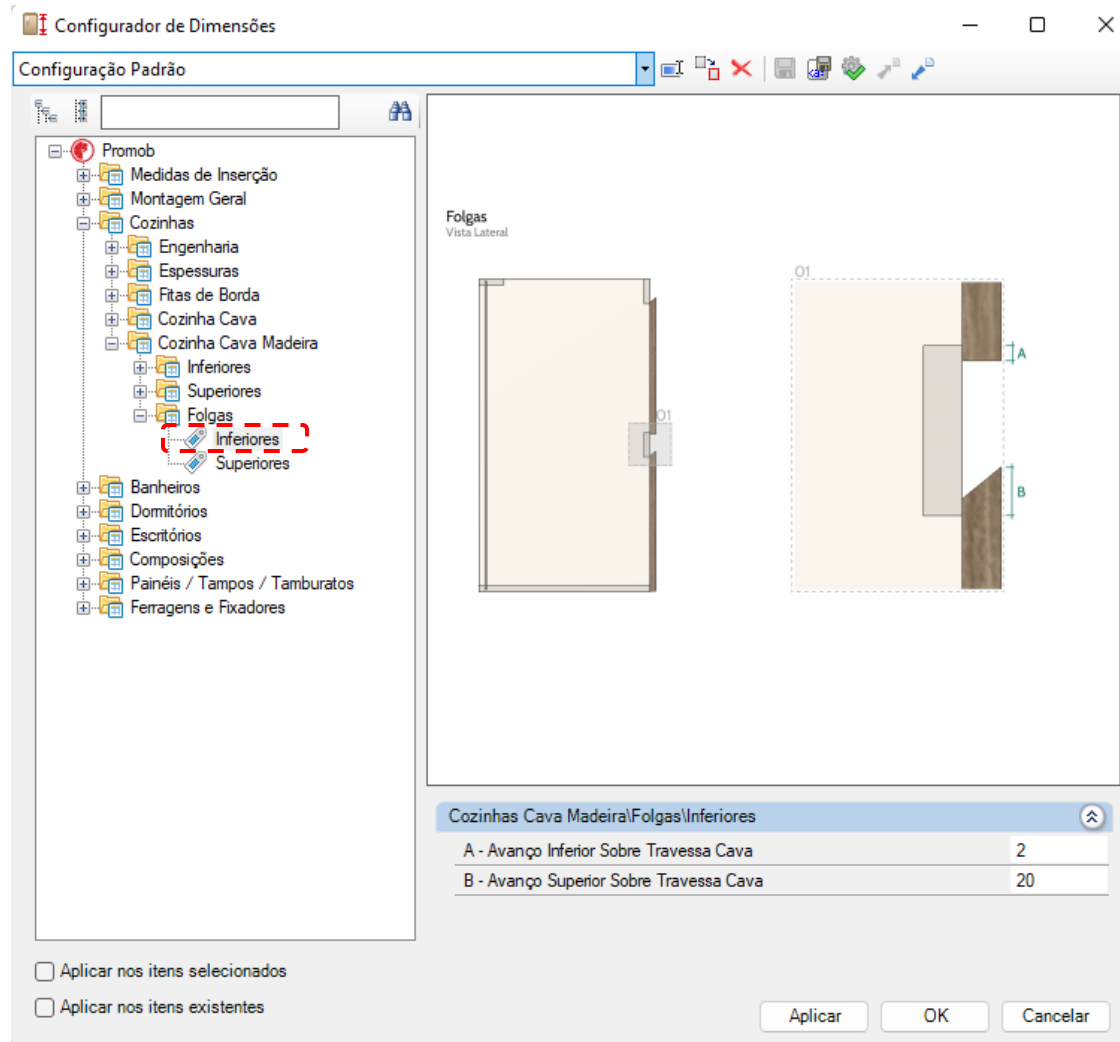 Configurador de Dimensões
Configuração Padrão
Promob
Medidas de Inserção
Montagem Geral
Cozinhas
Engenharia
Espessuras
Fitas de Borda
Cozinha Cava
Cozinha Cava Madeira
Inferiores
Superiores
Folgas
Inferiores
Superiores
Banheiros
Dormitórios
Escritórios
Composições
Painéis / Tampos / Tamburatos
Ferragens e Fixadores
Folgas
Vista Lateral
01
01
A
B
Cozinhas Cava Madeira\Folgas\Inferiores
A - Avanço Inferior Sobre Travessa Cava 2
B - Avanço Superior Sobre Travessa Cava 20
Aplicar nos itens selecionados
Aplicar nos itens existentes
Aplicar OK Cancelar